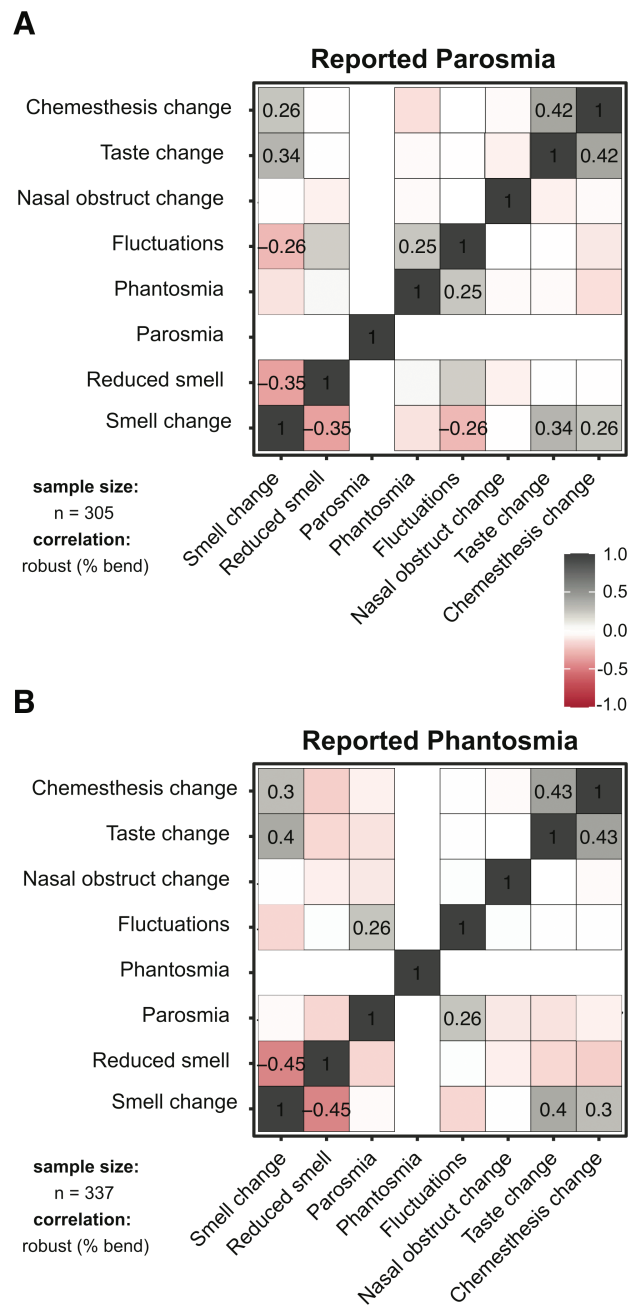 A
Reported Parosmia
Chemesthesis change 0.26 0.42 1
Taste change 0.34 1 0.42
Nasal obstruct change 1
Fluctuations −0.26 0.25 1
Phantosmia 1 0.25
Parosmia 1
Reduced smell −0.35 1
Smell change 1 −0.35 −0.26 0.34 0.26
Smell change
Reduced smell
Parosmia
Phantosmia
Fluctuations
Nasal obstruct change
Taste change
Chemesthesis change
sample size:
n = 305
correlation:
robust (% bend)
1.0
0.5
0.0
-0.5
-1.0
B
Reported Phantosmia
Chemesthesis change 0.3 0.43 1
Taste change 0.4 1 0.43
Nasal obstruct change 1
Fluctuations 0.26 1
Phantosmia 1
Parosmia 1 0.26
Reduced smell −0.45 1
Smell change 1 −0.45 0.4 0.3
Smell change
Reduced smell
Parosmia
Phantosmia
Fluctuations
Nasal obstruct change
Taste change
Chemesthesis change
sample size:
n = 337
correlation:
robust (% bend)